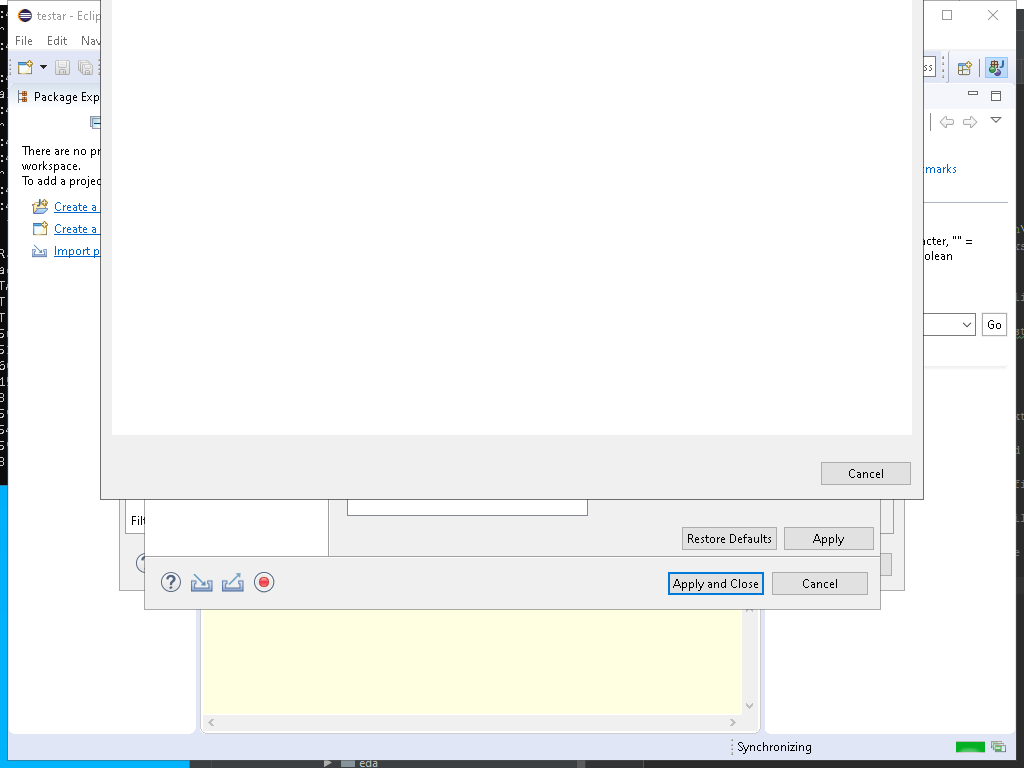 testar - Eclip
File Edit Nav
ss
Package Exp
There are no pr
workspace.
To add a projec
marks
Create a
Create a
Import p
acter, "" =
olean
Go
Cancel
Filt
Restore Defaults Apply
Apply and Close Cancel
Synchronizing
eda